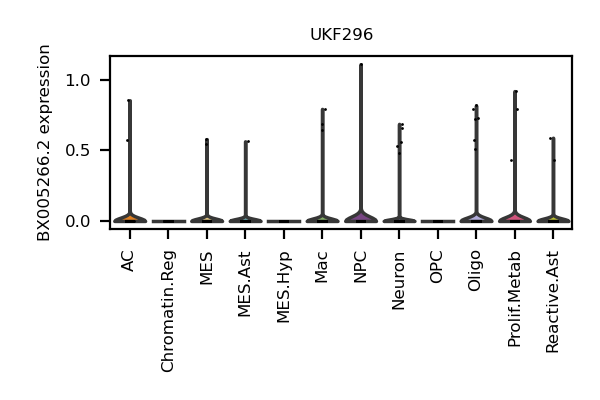 UKF296
BX005266.2 expression
1.0
0.5
0.0
AC
Chromatin.Reg
MES
MES.Ast
MES.Hyp
Mac
NPC
Neuron
OPC
Oligo
Prolif.Metab
Reactive.Ast